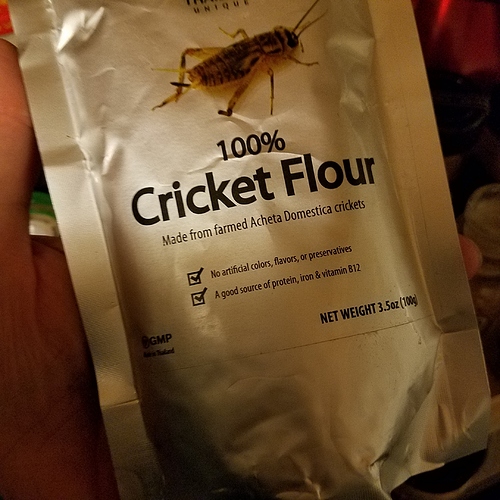 UNIQUE
100%
Cricket Flour
Made from farmed Acheta Domestica crickets
No artificial colors, flavors, or preservatives
A good source of protein, iron & vitamin B12
NET WEIGHT 3.5oz (100g)
GMP